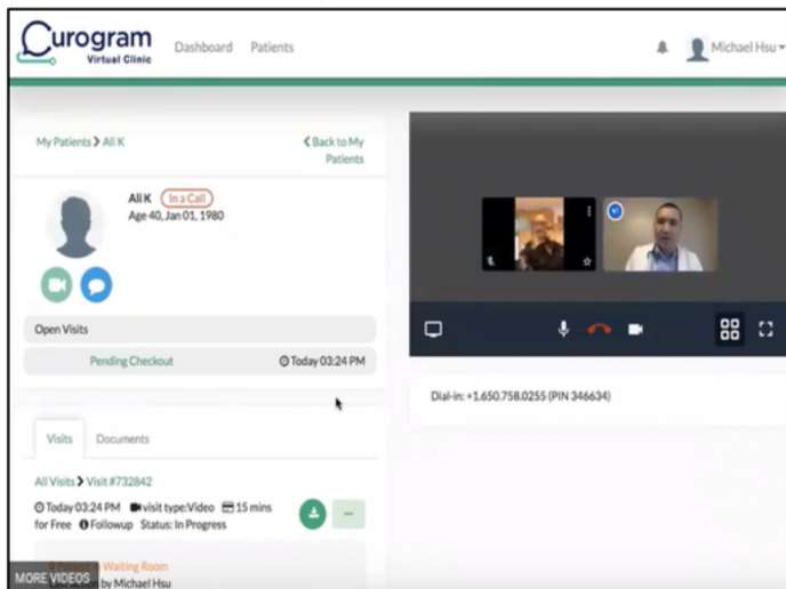 Curogram
Virtual Clinic
Dashboard Patients
Michael Hsu
My Patients > Ali K
< Back to My
Patients
Ali K In a Call
Age 40, Jan 01, 1980
Open Visits
Pending Checkout Today 03:24 PM
Dial-in: +1.650.758.0255 (PIN 346634)
Visits Documents
All Visits > Visit #732842
Today 03:24 PM visit type:Video 15 mins
for Free Followup Status: In Progress
Waiting Room
MORE VIDEOS
by Michael Hsu